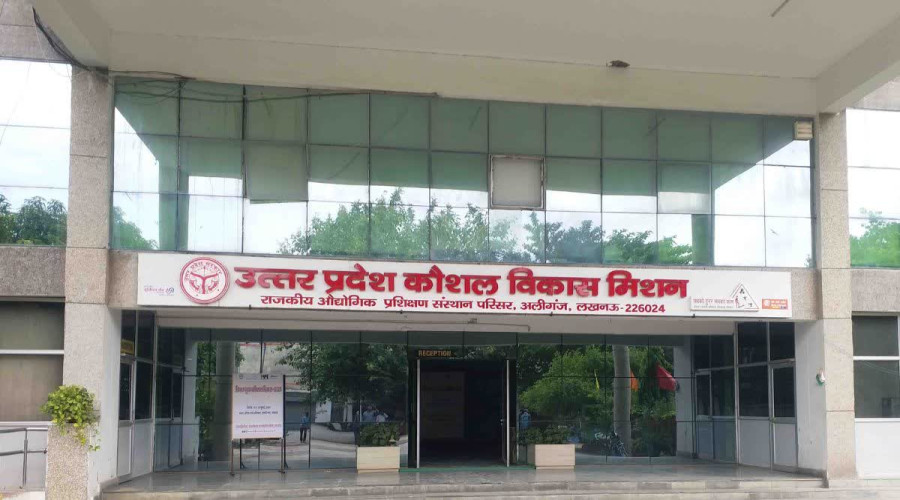 उत्तर प्रदेश कौशल विकास मिशन
राजकीय औद्योगिक प्रशिक्षण संस्थान परिसर, अलीगंज, लखनऊ-226024
RECEPTION